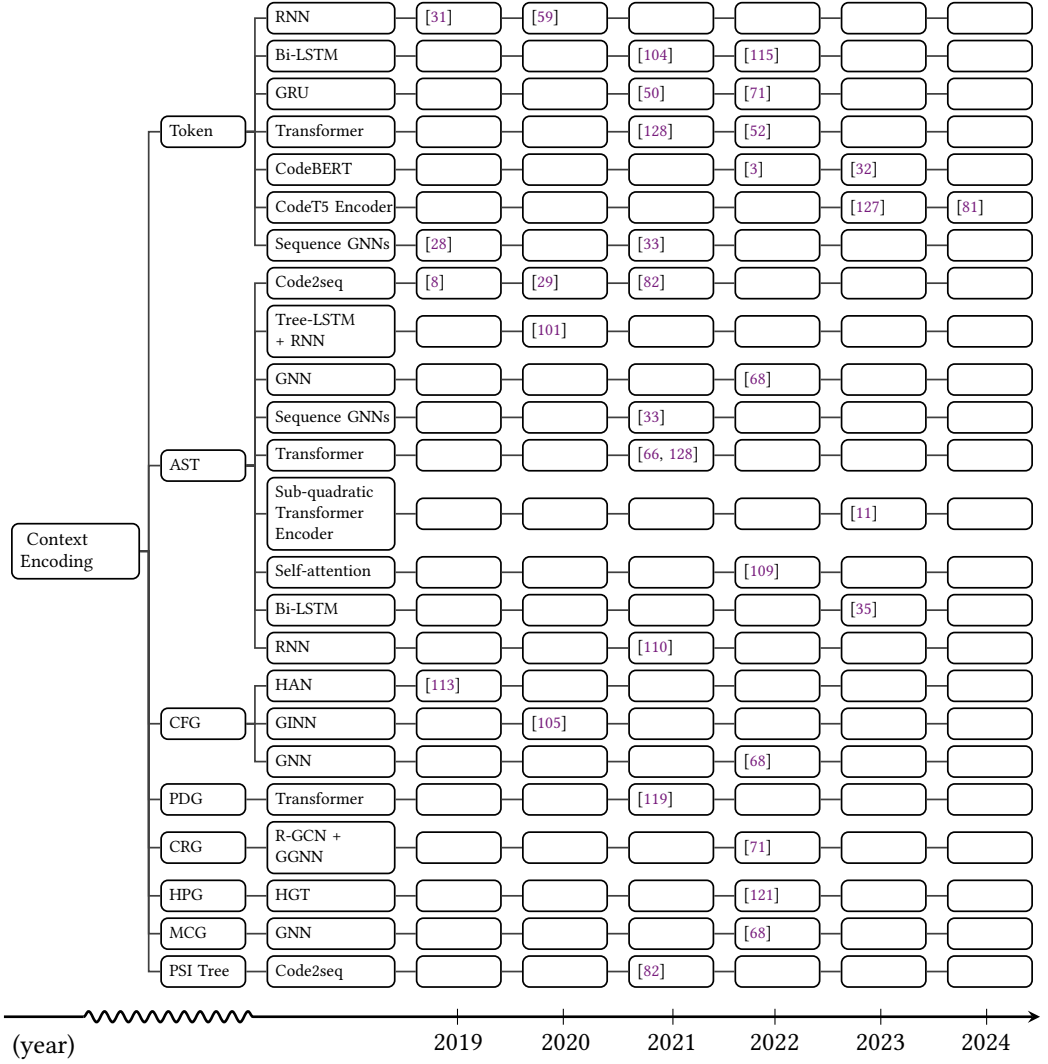 RNN [31] [59]
Bi-LSTM [104] [115]
GRU [50] [71]
Token Transformer [128] [52]
CodeBERT [3] [32]
CodeT5 Encoder [127] [81]
Sequence GNNs [28] [33]
Code2seq [8] [29] [82]
Tree-LSTM
+ RNN [101]
GNN [68]
Sequence GNNs [33]
AST Transformer [66, 128]
Sub-quadratic
Transformer [11]
Encoder
Context
Encoding
Self-attention [109]
Bi-LSTM [35]
RNN [110]
HAN [113]
CFG GINN [105]
GNN [68]
PDG Transformer [119]
CRG R-GCN +
GGNN [71]
HPG HGT [121]
MCG GNN [68]
PSI Tree Code2seq [82]
(year) 2019 2020 2021 2022 2023 2024